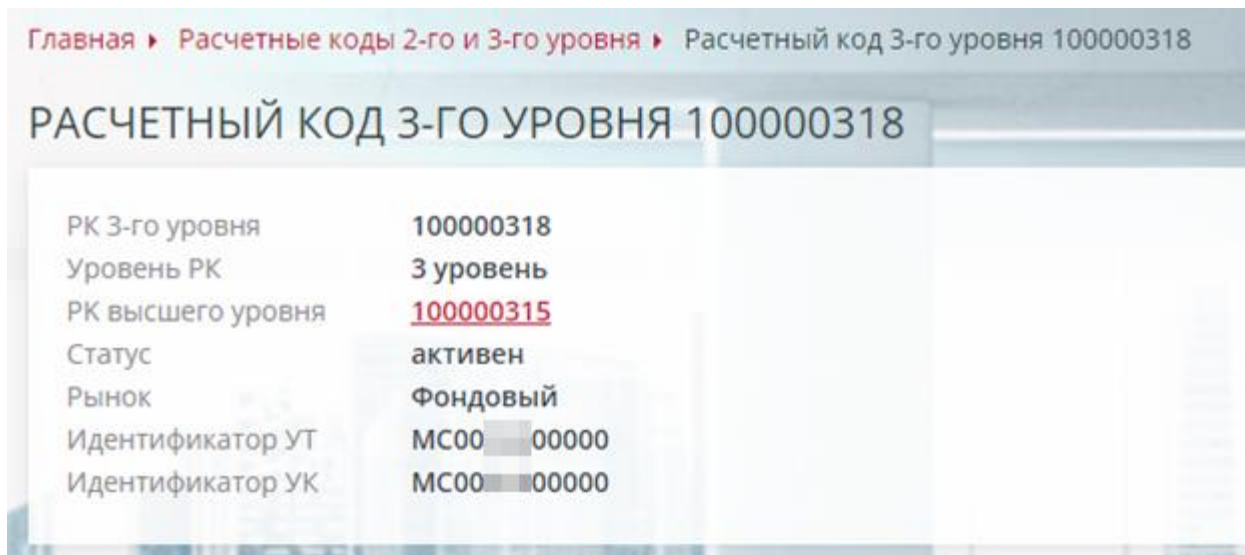 Главная Расчетные коды 2-го и 3-го уровня Расчетный код 3-го уровня 100000318
РАСЧЕТНЫЙ КОД 3-ГО УРОВНЯ 100000318
РК 3-го уровня 100000318
Уровень РК 3 уровень
РК высшего уровня 100000315
Статус активен
Рынок Фондовый
Идентификатор УТ MC00 00000
Идентификатор УК MC00 00000